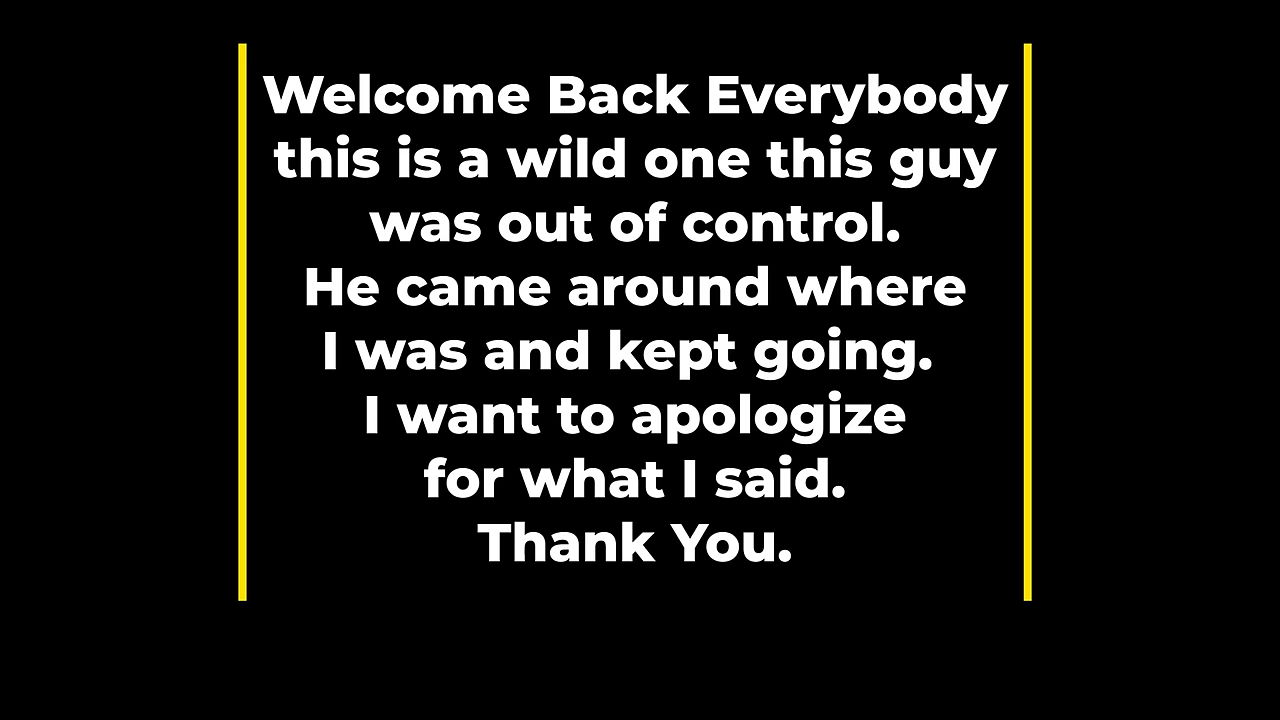 Welcome Back Everybody
this is a wild one this guy
was out of control.
He came around where
I was and kept going.
I want to apologize
for what I said.
Thank You.